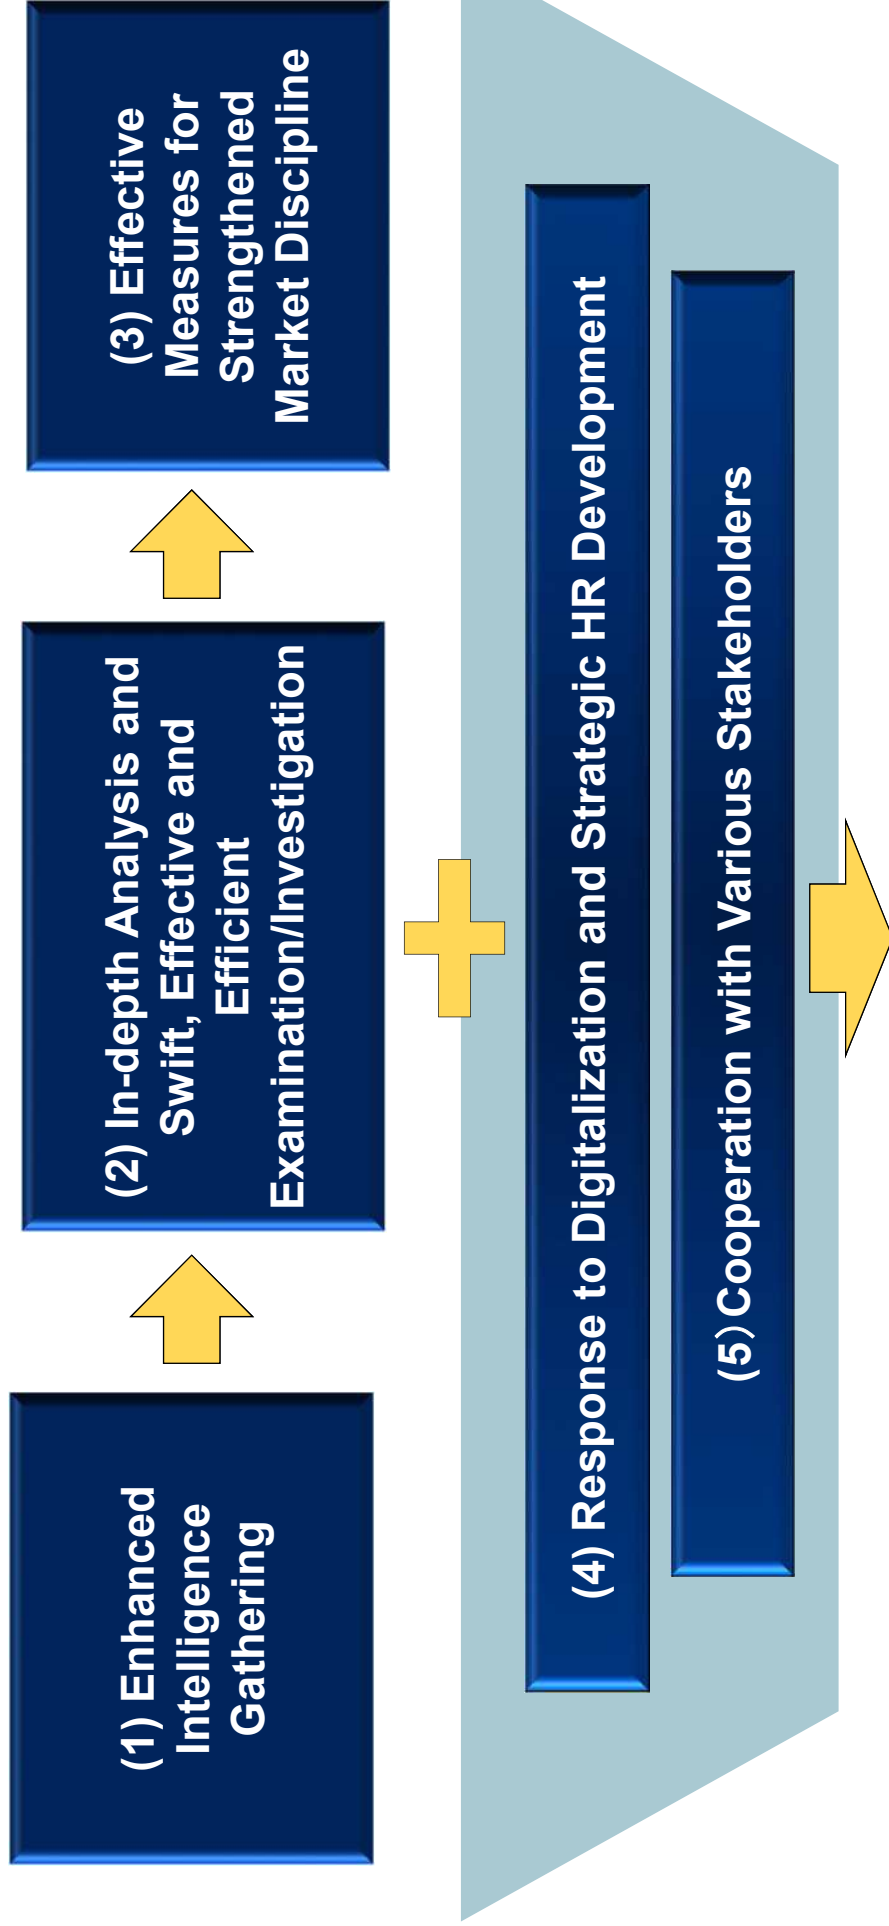 (1) Enhanced
Intelligence
Gathering
(2) In-depth Analysis and
Swift, Effective and
Efficient
Examination/Investigation
(3) Effective
Measures for
Strengthened
Market Discipline
(4) Response to Digitalization and Strategic HR Development
(5) Cooperation with Various Stakeholders